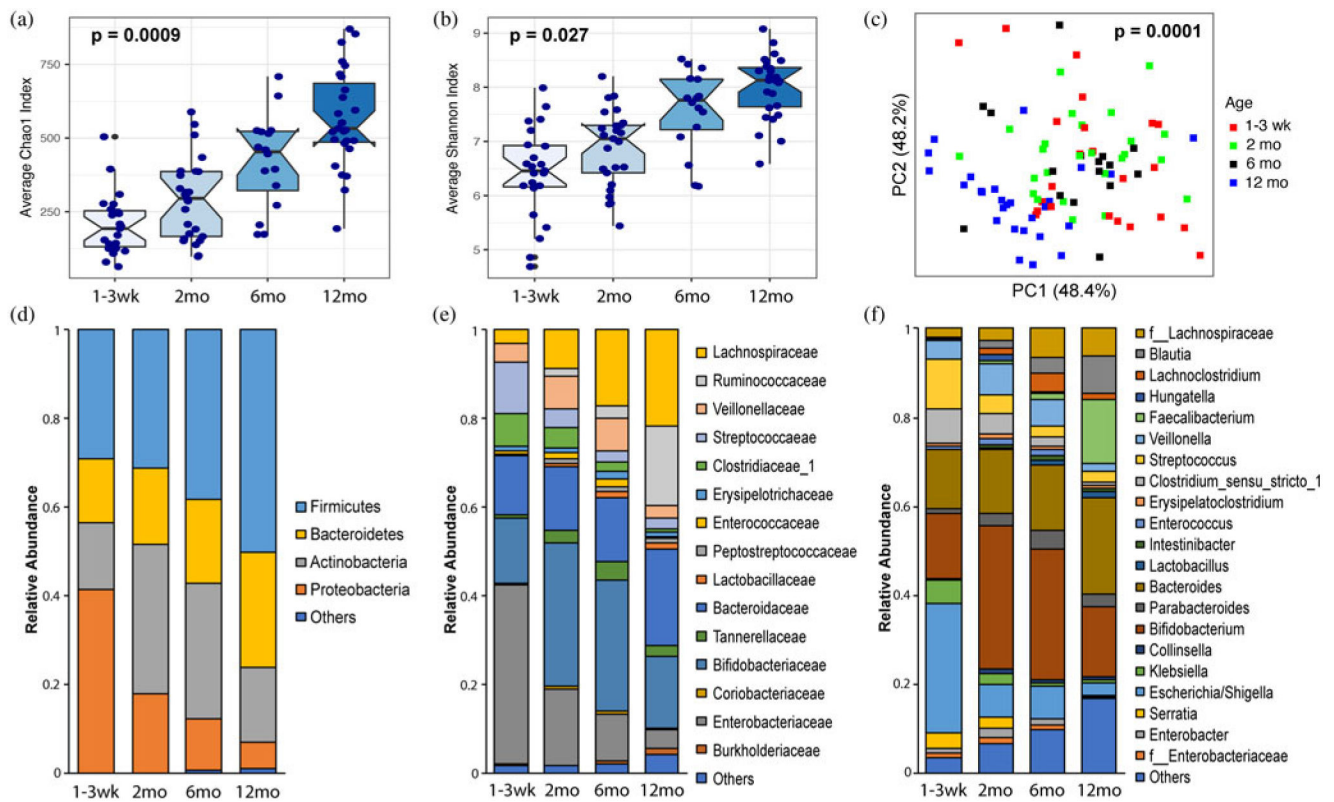 (a)
p = 0.0009
Average Chao1 Index
750
500
250
1-3wk
2mo
6mo
12mo
(b)
p = 0.027
Average Shannon Index
9
8
7
6
5
1-3wk
2mo
6mo
12mo
(c)
p = 0.0001
PC2 (48.2%)
PC1 (48.4%)
Age
1-3 wk
2 mo
6 mo
12 mo
(d)
Relative Abundance
1
0.8
0.6
0.4
0.2
0
1-3wk
2mo
6mo
12mo
Firmicutes
Bacteroidetes
Actinobacteria
Proteobacteria
Others
(e)
Relative Abundance
1
0.8
0.6
0.4
0.2
0
1-3wk
2mo
6mo
12mo
Lachnospiraceae
Ruminococcaceae
Veillonellaceae
Streptococcaeae
Clostridiaceae_1
Erysipelotrichaceae
Enterococcaceae
Peptostreptococcaceae
Lactobacillaceae
Bacteroidaceae
Tannerellaceae
Bifidobacteriaceae
Coriobacteriaceae
Enterobacteriaceae
Burkholderiaceae
Others
(f)
Relative Abundance
1
0.8
0.6
0.4
0.2
0
1-3wk
2mo
6mo
12mo
f__Lachnospiraceae
Blautia
Lachnoclostridium
Hungatella
Faecalibacterium
Veillonella
Streptococcus
Clostridium_sensu_stricto_1
Erysipelatoclostridium
Enterococcus
Intestinibacter
Lactobacillus
Bacteroides
Parabacteroides
Bifidobacterium
Collinsella
Klebsiella
Escherichia/Shigella
Serratia
Enterobacter
f__Enterobacteriaceae
Others